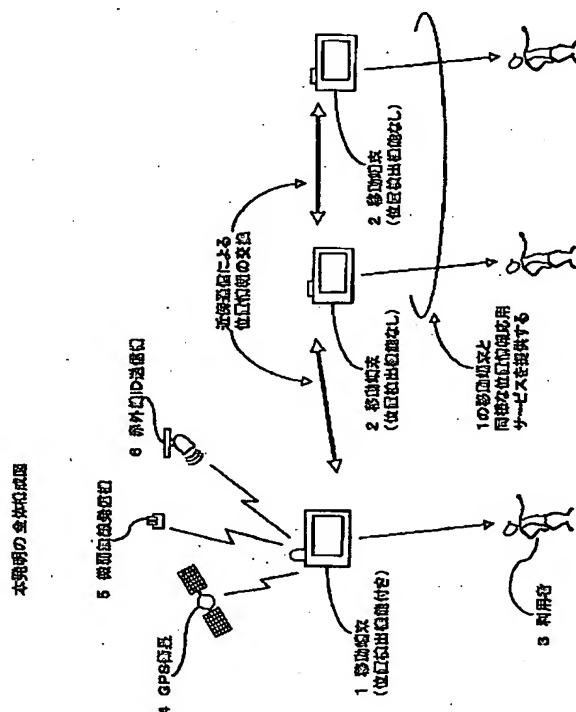 本発明の全体構成図
4 GPS衛星
5 微弱電波発信機
6 赤外線ID送信機
近傍通信による
位置情報の交換
1 移動端末
(位置検出機能付き)
2 移動端末
(位置検出機能なし)
2 移動端末
(位置検出機能なし)
1の移動端末と
同様な位置情報応用
サービスを提供する
3 利用者